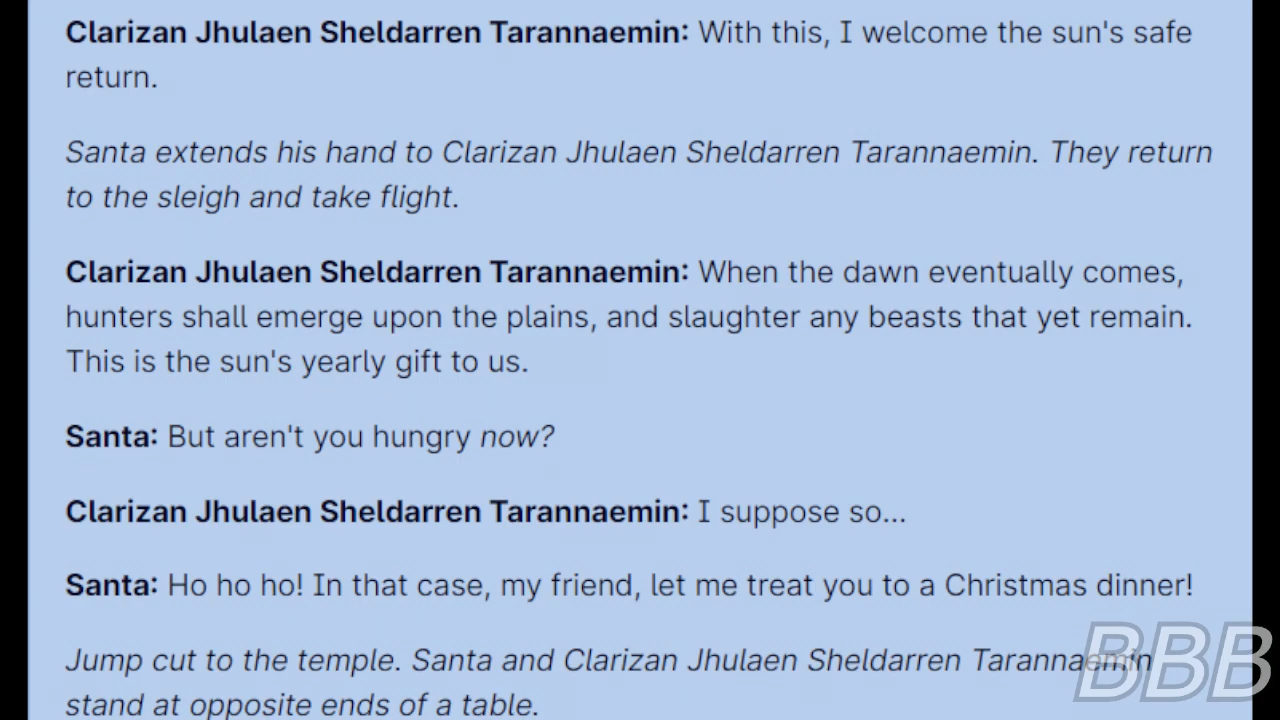 Clarizan Jhulaen Sheldarren Tarannaemin: With this, I welcome the sun's safe
return.
Santa extends his hand to Clarizan Jhulaen Sheldarren Tarannaemin. They return
to the sleigh and take flight.
Clarizan Jhulaen Sheldarren Tarannaemin: When the dawn eventually comes,
hunters shall emerge upon the plains, and slaughter any beasts that yet remain.
This is the sun's yearly gift to us.
Santa: But aren't you hungry now?
Clarizan Jhulaen Sheldarren Tarannaemin: I suppose so...
Santa: Ho ho ho! In that case, my friend, let me treat you to a Christmas dinner!
Jump cut to the temple. Santa and Clarizan Jhulaen Sheldarren Tarannaemin
stand at opposite ends of a table.
BBB